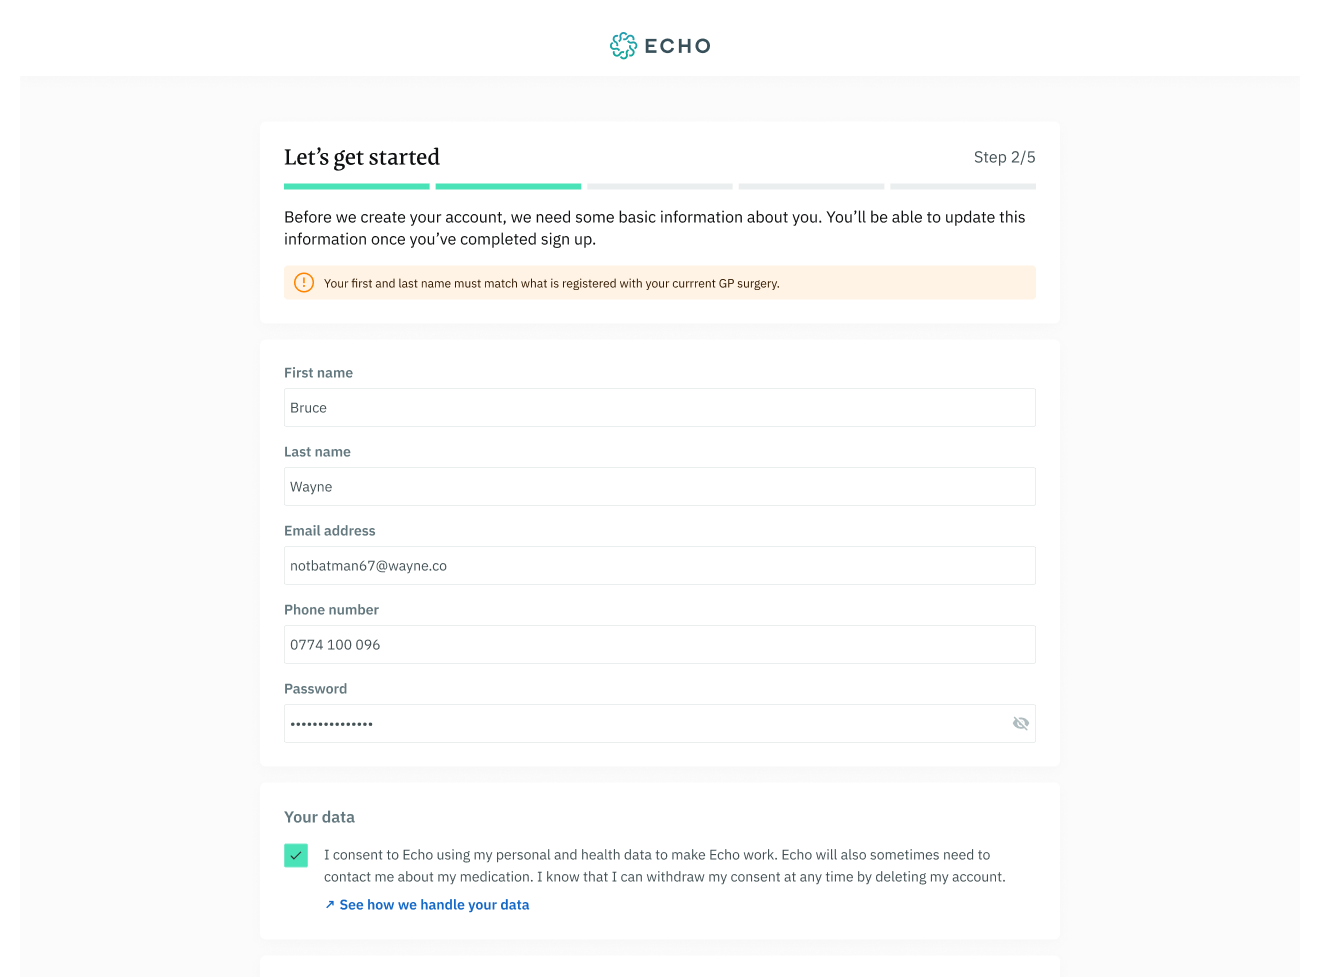 ECHO
Let’s get started
Step 2/5
Before we create your account, we need some basic information about you. You’ll be able to update this
information once you’ve completed sign up.
Your first and last name must match what is registered with your currrent GP surgery.
First name
Bruce
Last name
Wayne
Email address
notbatman67@wayne.co
Phone number
0774 100 096
Password
•••••••••••••••
Your data
I consent to Echo using my personal and health data to make Echo work. Echo will also sometimes need to
contact me about my medication. I know that I can withdraw my consent at any time by deleting my account.
↗ See how we handle your data